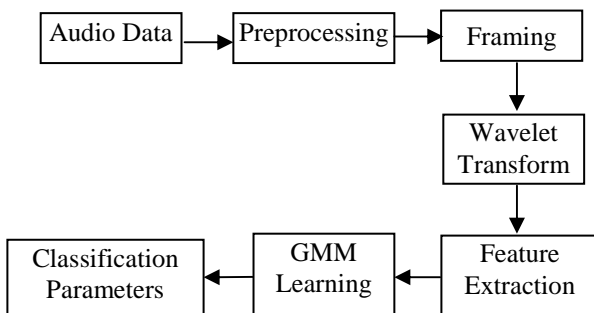 Audio Data
Preprocessing
Framing
Wavelet
Transform
Feature
Extraction
GMM
Learning
Classification
Parameters